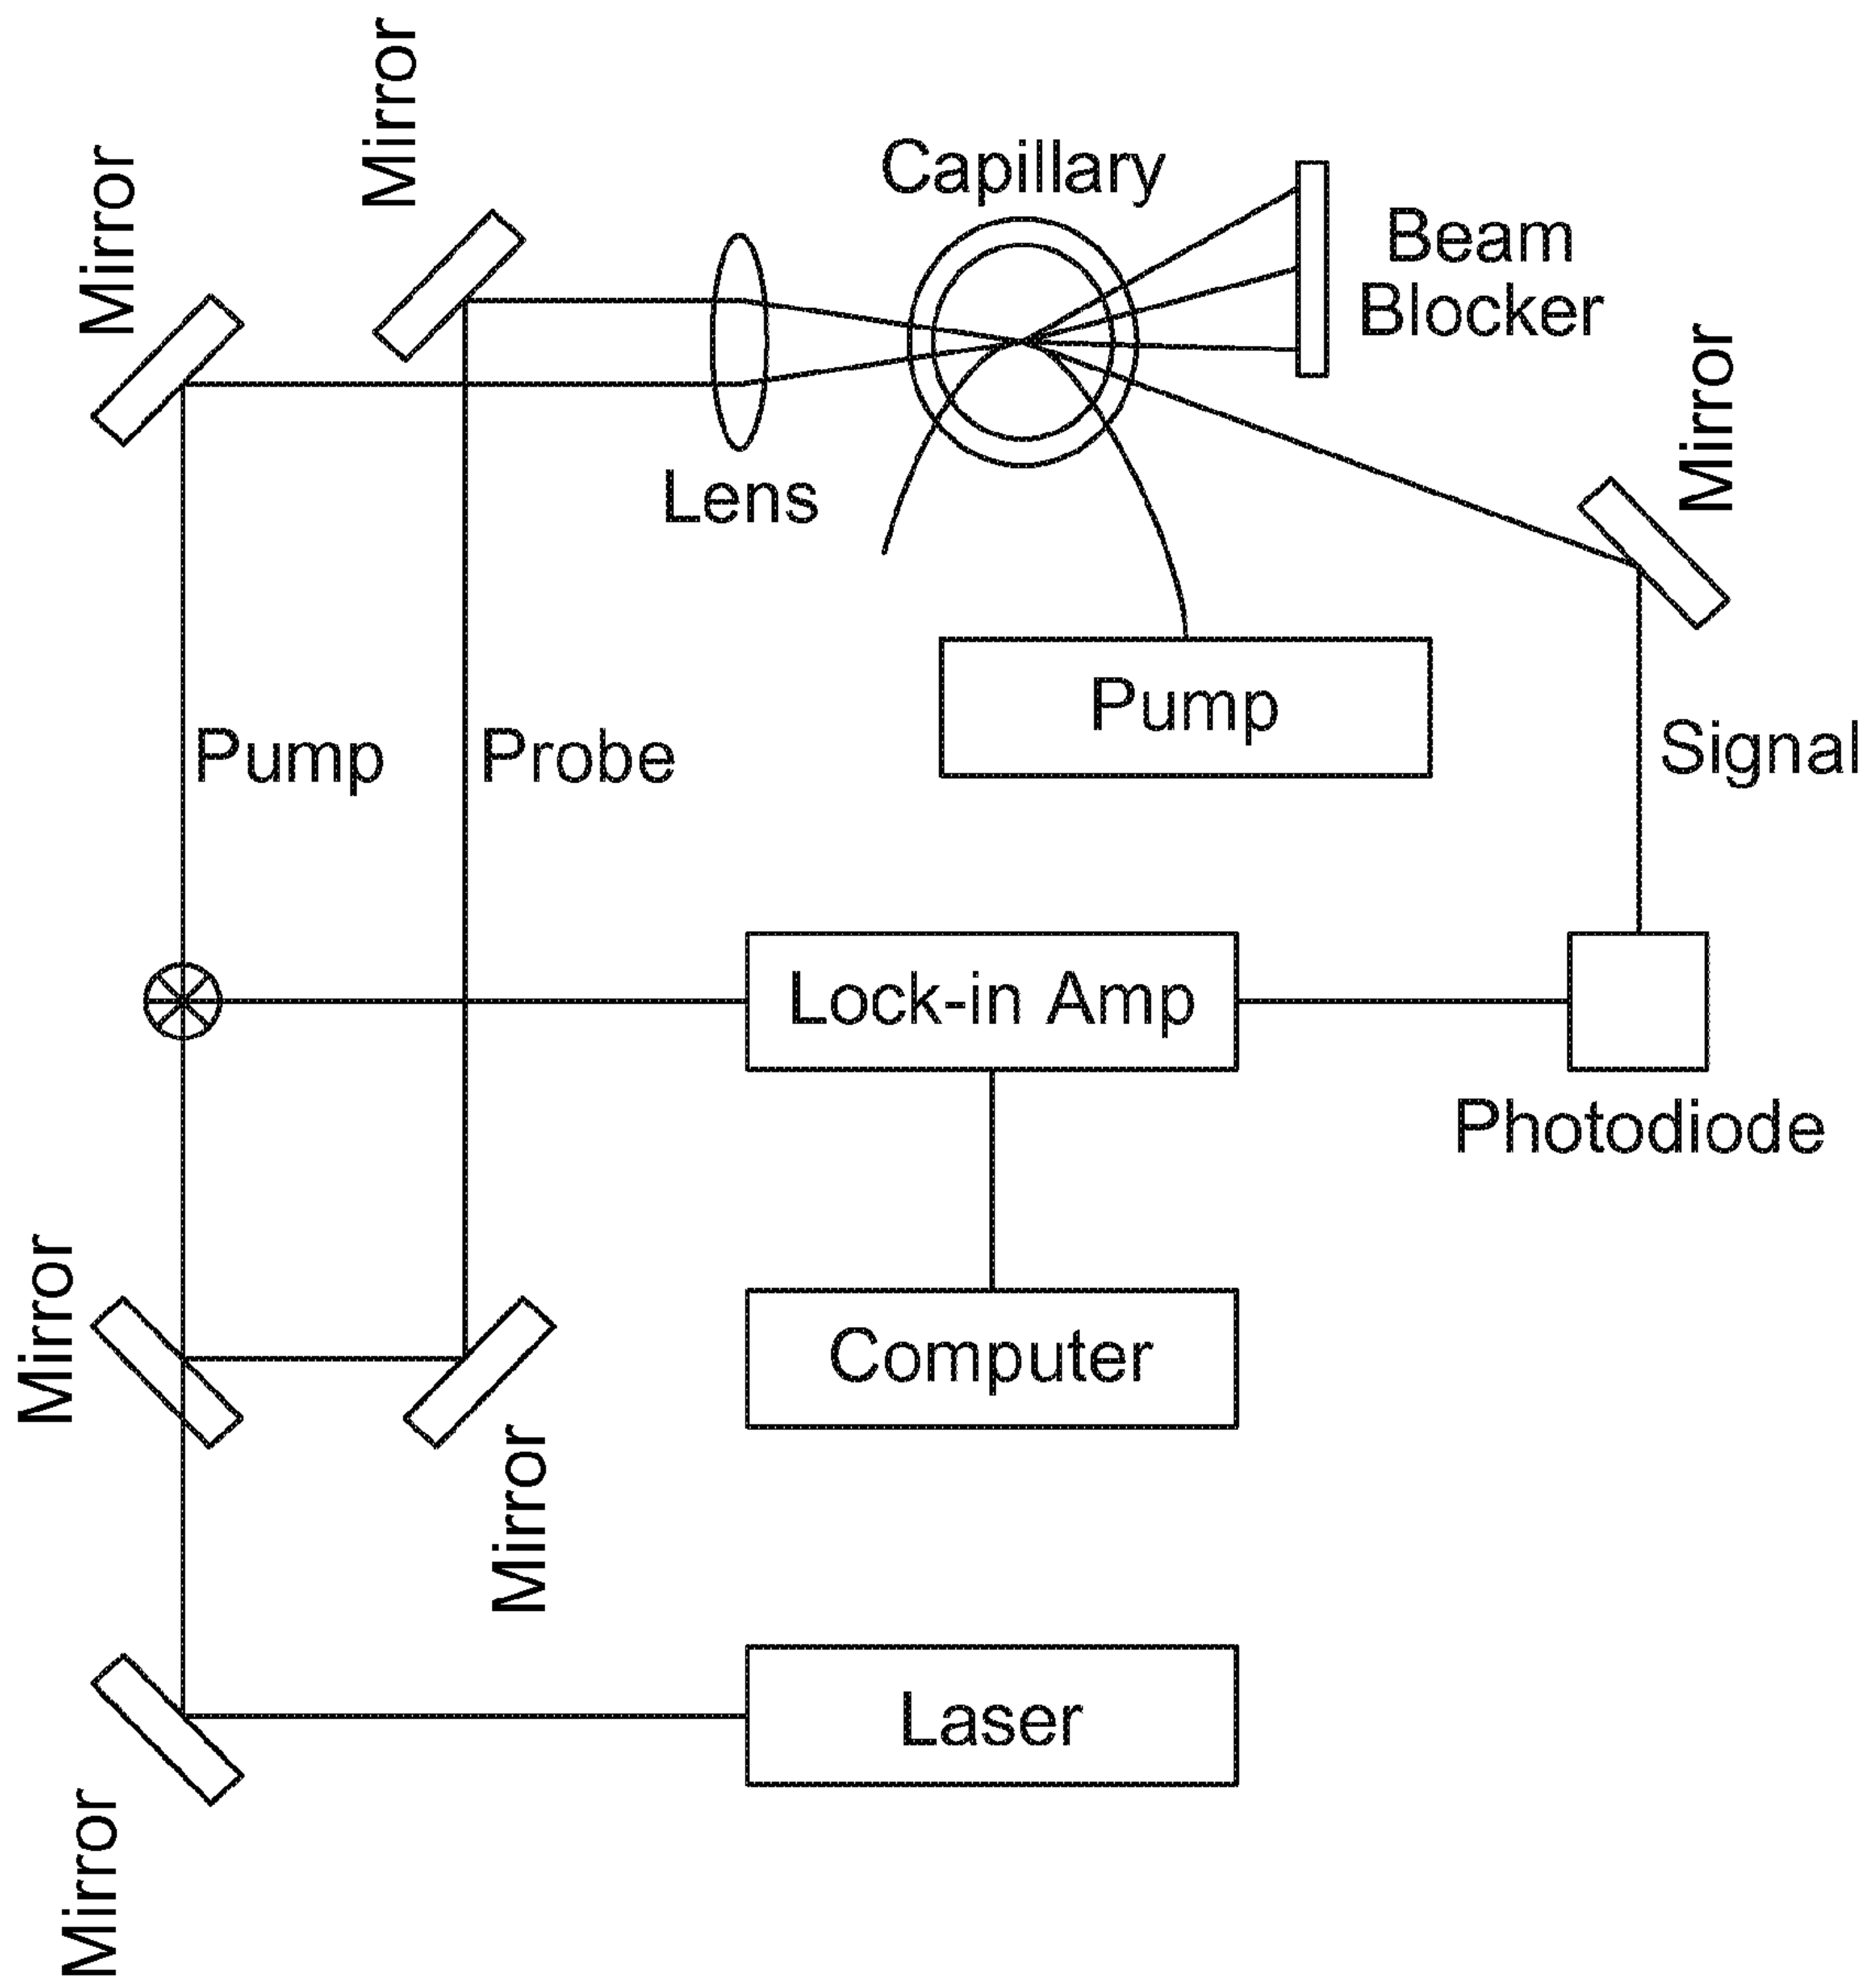 Mirror
Mirror
Capillary
Beam
Blocker
Mirror
Lens
Pump
Pump
Probe
Signal
Lock-in Amp
Photodiode
Mirror
Computer
Mirror
Laser
Mirror